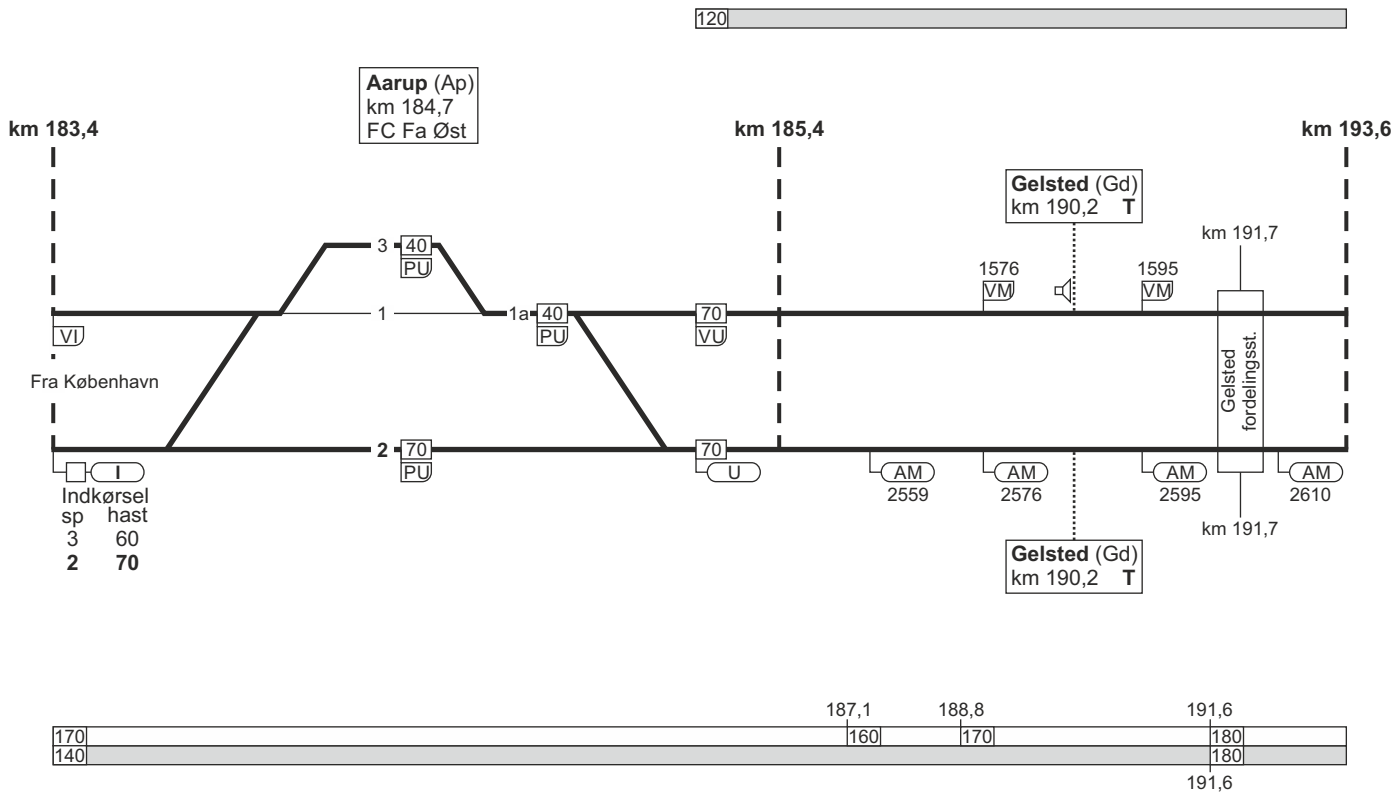 120
Aarup (Ap)
km 184,7
FC Fa Øst
km 183,4
km 185,4
km 193,6
Gelsted (Gd)
km 190,2 T
km 191,7
3 40
PU
1576
VM
1595
VM
1
1a 40
PU
70
VU
VI
Fra København
Gelsted
fordelingsst.
2 70
PU
70
U
I
AM
2559
AM
2576
AM
2595
AM
2610
Indkørsel
sp hast
3 60
2 70
km 191,7
Gelsted (Gd)
km 190,2 T
187,1 188,8 191,6
170 160 170 180
140 180
191,6